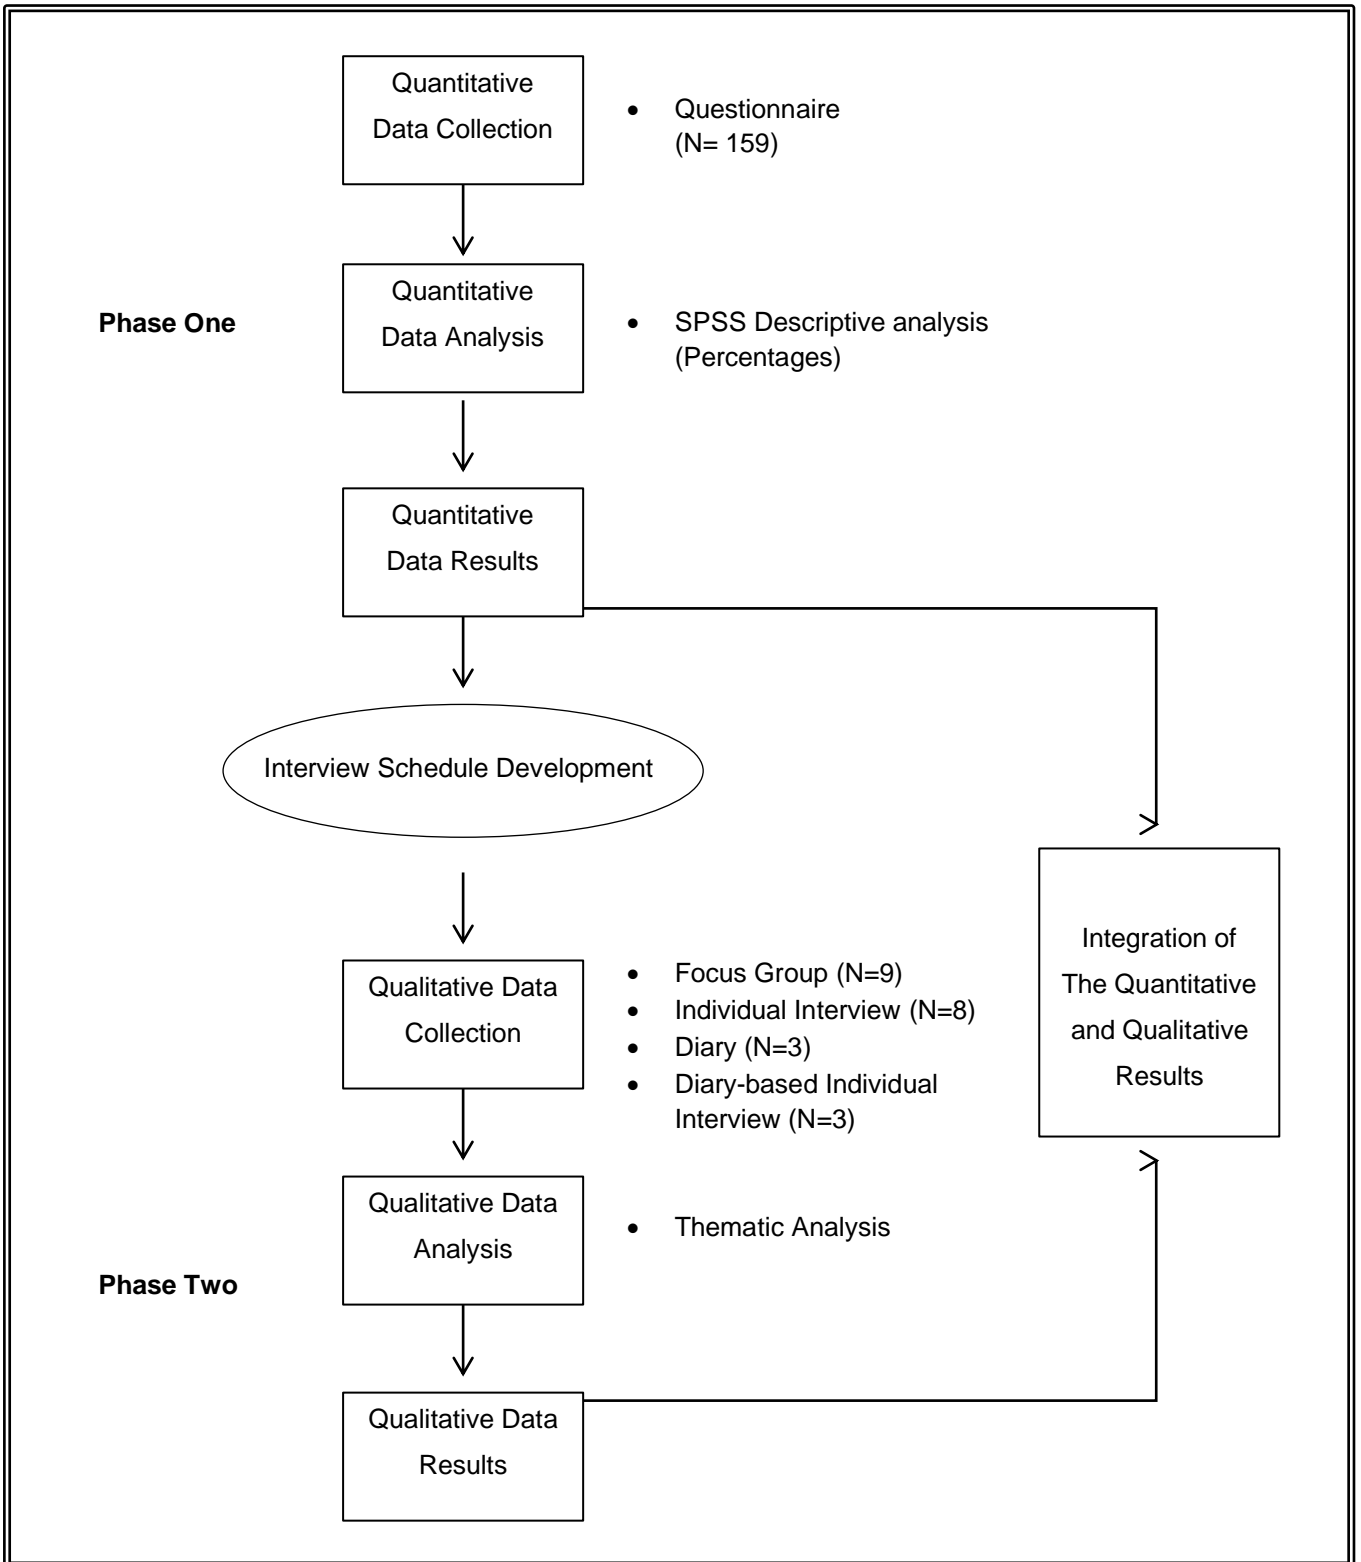 Quantitative
Data Collection
• Questionnaire
(N= 159)
Phase One
Quantitative
Data Analysis
• SPSS Descriptive analysis
(Percentages)
Quantitative
Data Results
Interview Schedule Development
Qualitative Data
Collection
• Focus Group (N=9)
• Individual Interview (N=8)
• Diary (N=3)
• Diary-based Individual
Interview (N=3)
Integration of
The Quantitative
and Qualitative
Results
Phase Two
Qualitative Data
Analysis
• Thematic Analysis
Qualitative Data
Results